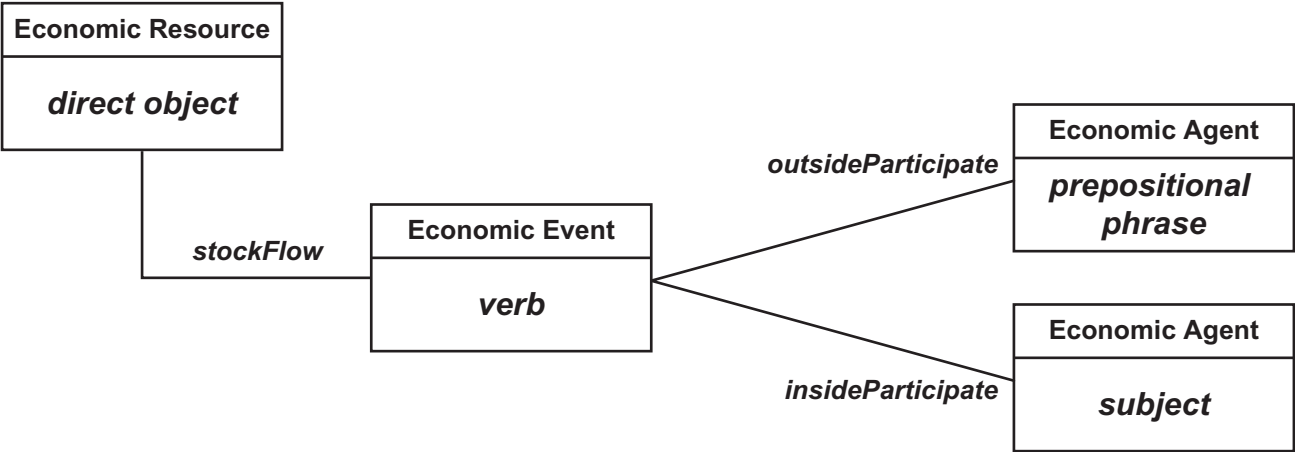 Economic Resource
direct object
stockFlow
Economic Event
verb
outsideParticipate
Economic Agent
prepositional
phrase
insideParticipate
Economic Agent
subject